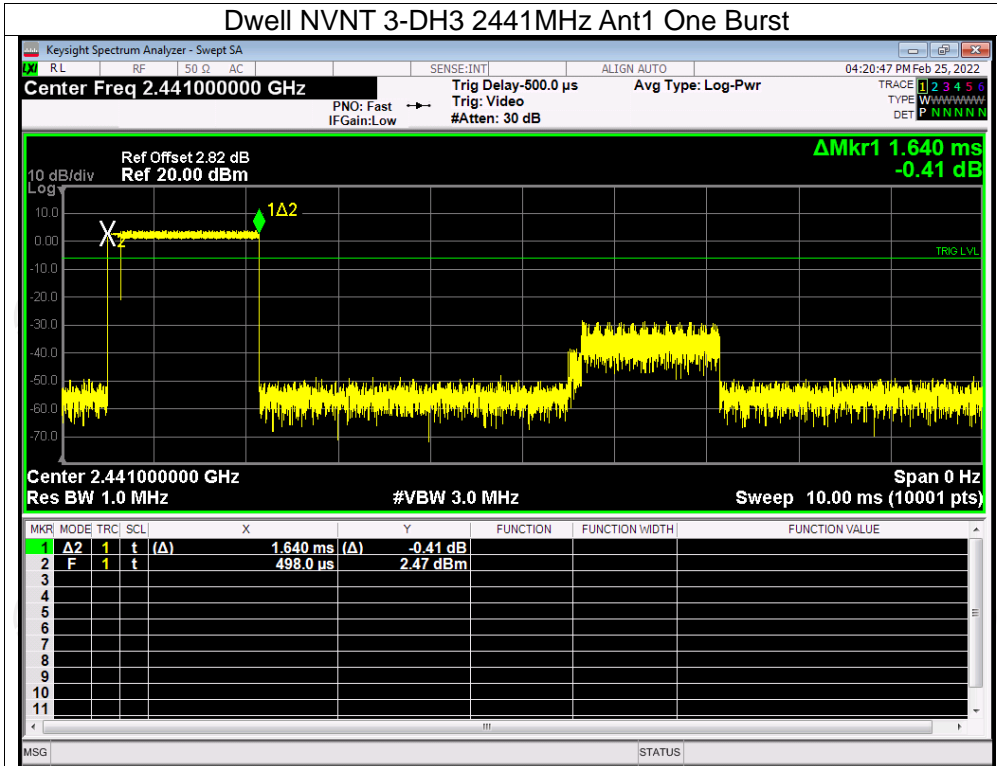 Dwell NVNT 3-DH3 2441MHz Ant1 One Burst
Keysight Spectrum Analyzer - Swept SA
LXI RL RF 50 Ω AC SENSE:INT ALIGN AUTO 04:20:47 PM Feb 25, 2022
Center Freq 2.441000000 GHz Trig Delay-500.0 µs Avg Type: Log-Pwr TRACE 1 2 3 4 5 6
PNO: Fast Trig: Video TYPE WWWWWW
IFGain:Low #Atten: 30 dB DET P N N N N N
ΔMkr1 1.640 ms
-0.41 dB
Ref Offset 2.82 dB
10 dB/div Ref 20.00 dBm
Log
10.0
0.00
-10.0
-20.0
-30.0
-40.0
-50.0
-60.0
-70.0
1Δ2
X2
TRIG LVL
Center 2.441000000 GHz Span 0 Hz
Res BW 1.0 MHz #VBW 3.0 MHz Sweep 10.00 ms (10001 pts)
MKR MODE TRC SCL X Y FUNCTION FUNCTION WIDTH FUNCTION VALUE
1 Δ2 1 t (Δ) 1.640 ms (Δ) -0.41 dB
2 F 1 t 498.0 µs 2.47 dBm
3
4
5
6
7
8
9
10
11
MSG STATUS